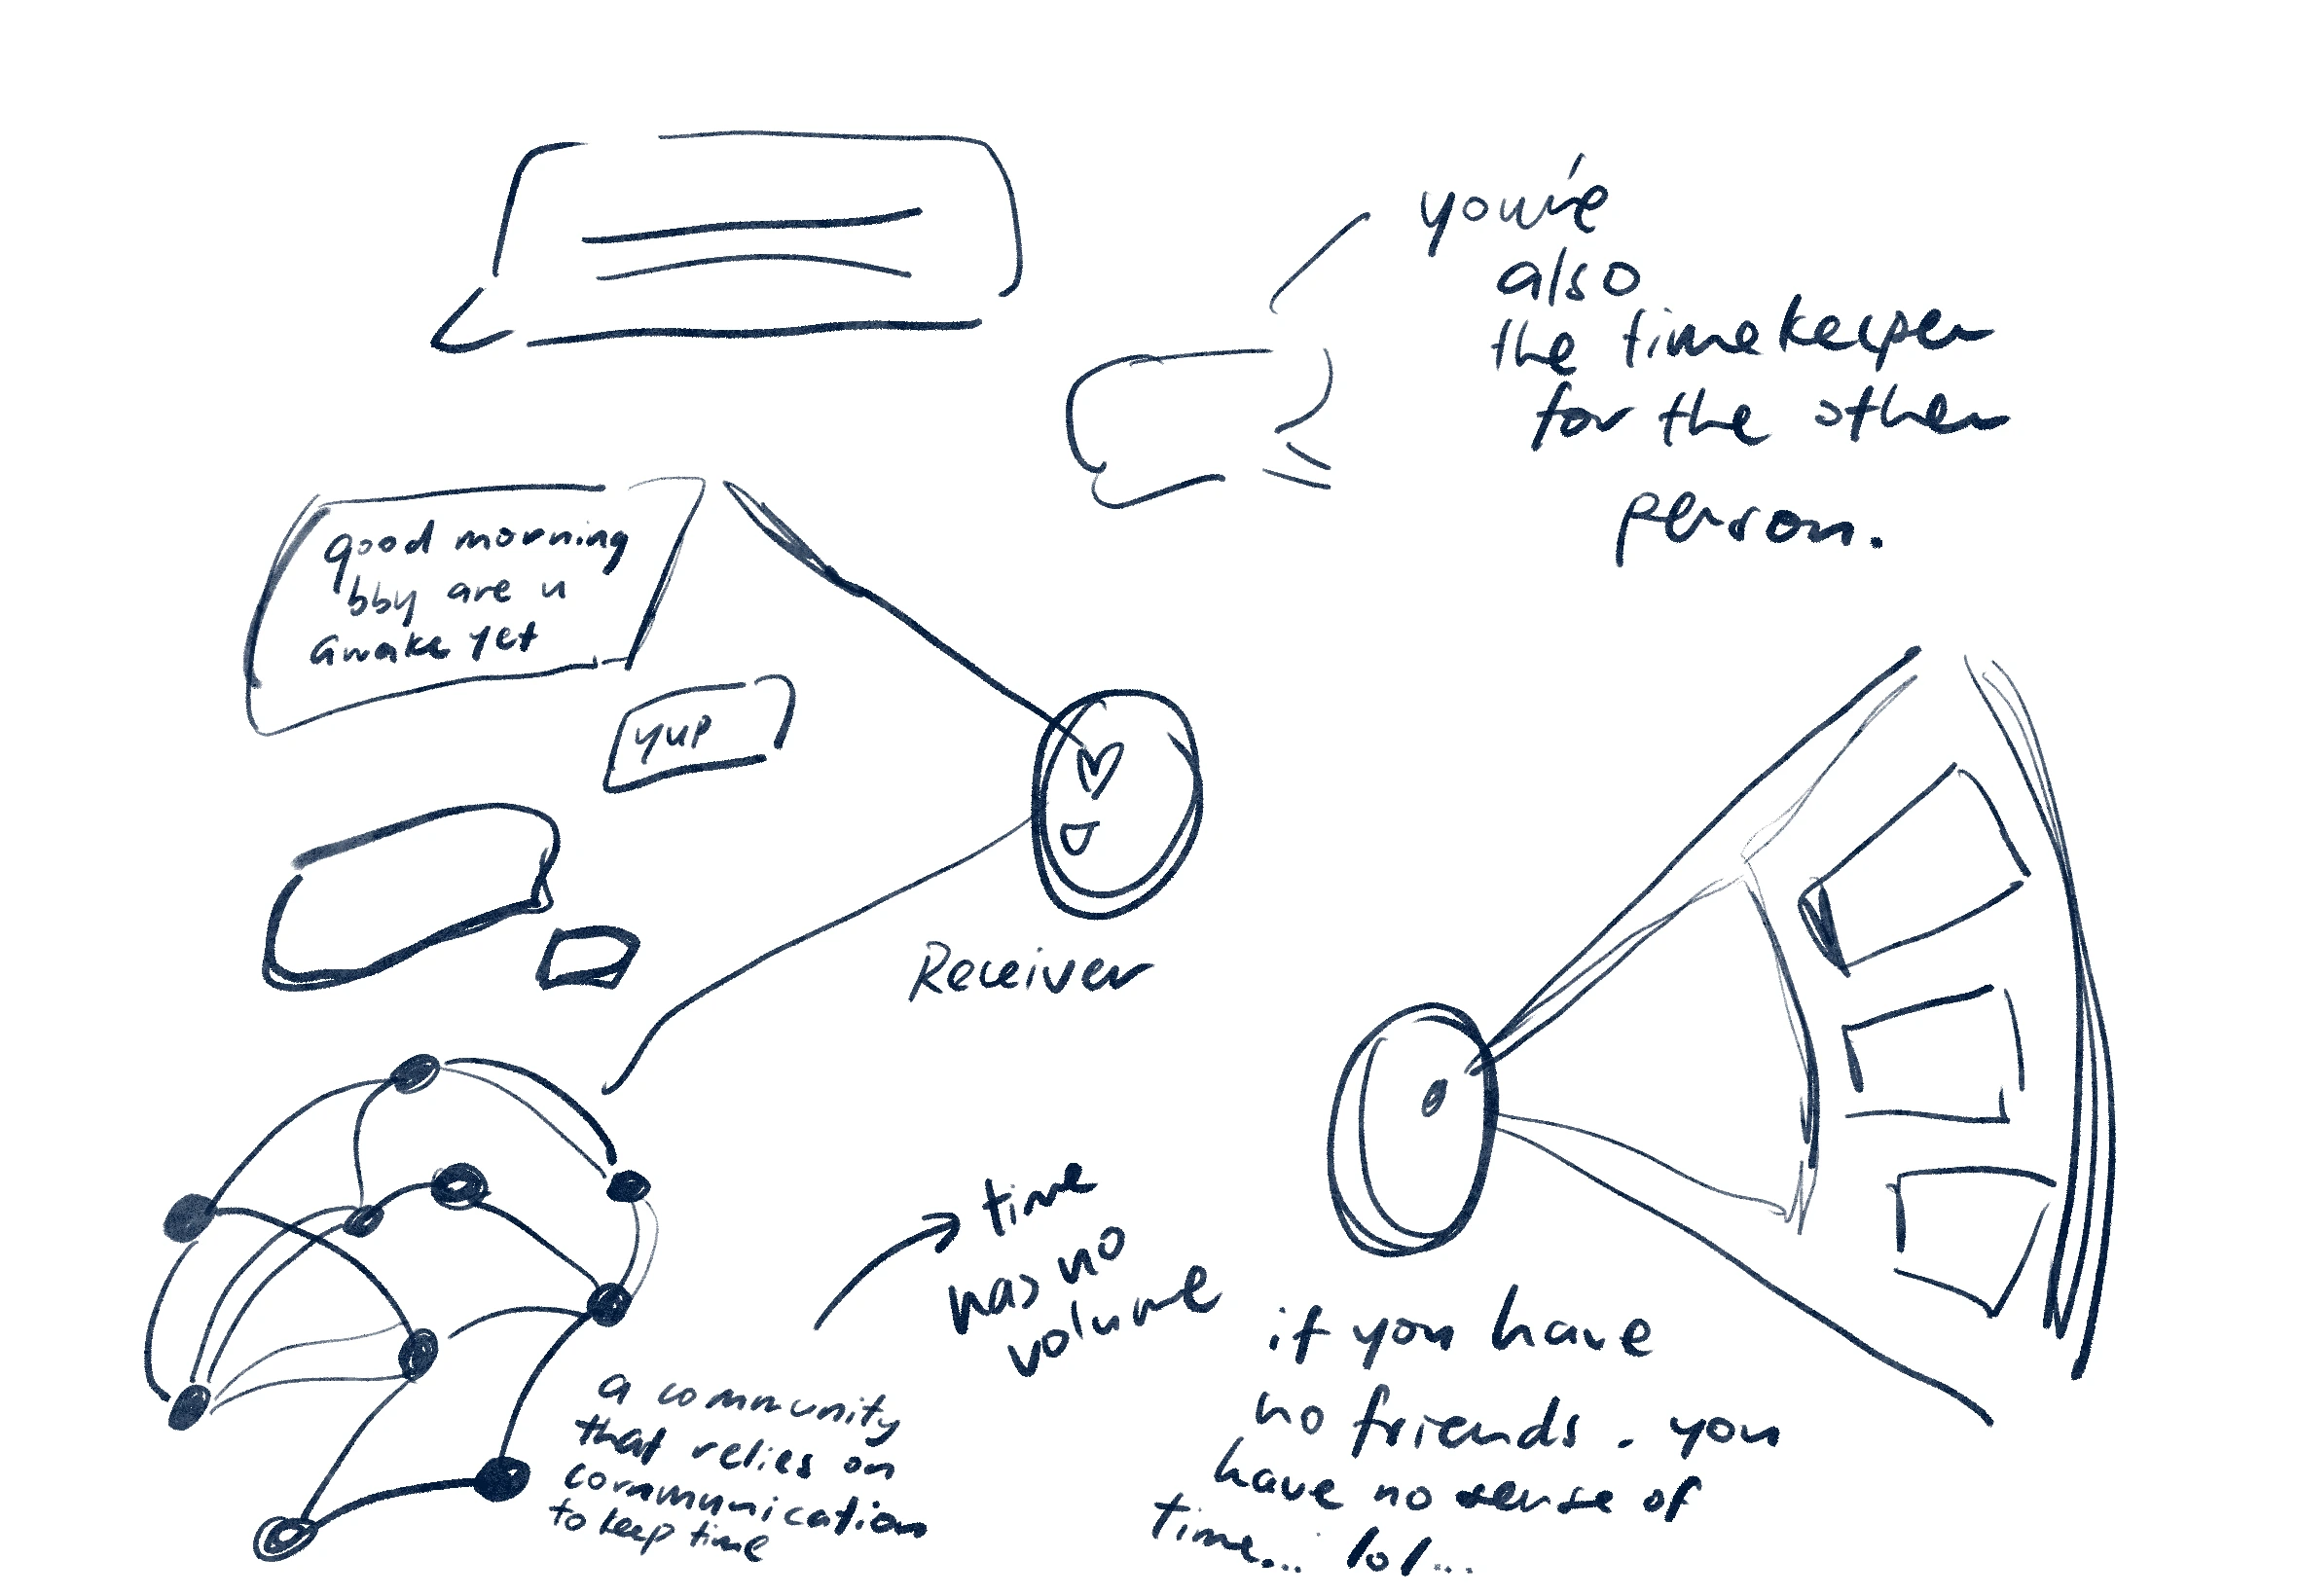 you're
also
the timekeeper
for the other
person.
good morning
bby are u
awake yet
yup
Receiver
time
has no
volume
a community
that relies on
communication
to keep time
if you have
no friends. you
have no sense of
time... lol...